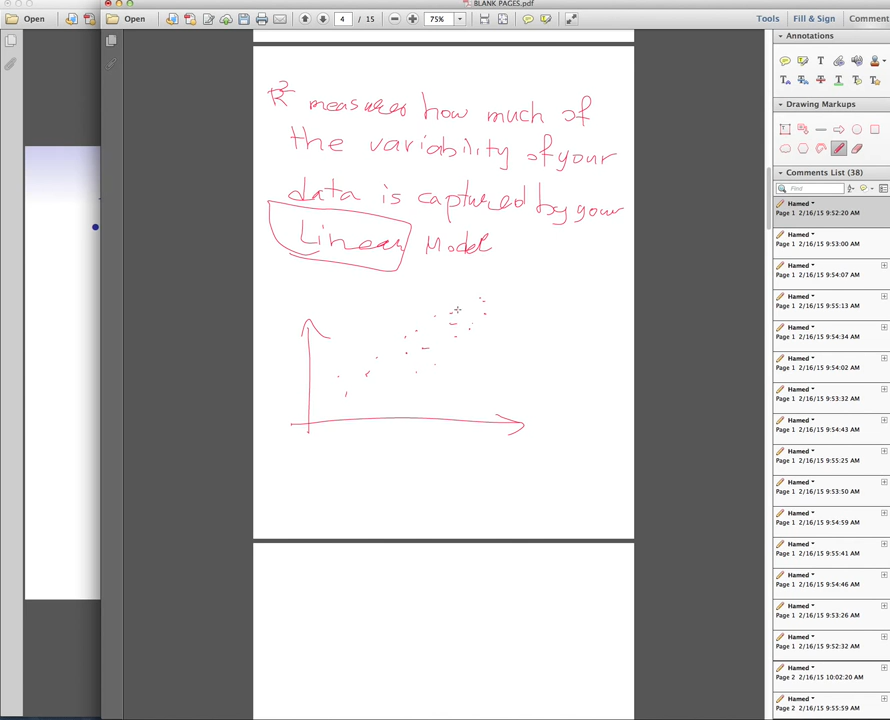 BLANK PAGES.pdf
Open
Open
4 / 15
75%
Tools
Fill & Sign
Comment
Annotations
T
T
T
T
T
T
T
Drawing Markups
T
Comments List (38)
Find
Hamed
Page 1 2/16/15 9:52:20 AM
Hamed
Page 1 2/16/15 9:53:00 AM
Hamed
Page 1 2/16/15 9:54:07 AM
Hamed
Page 1 2/16/15 9:55:13 AM
Hamed
Page 1 2/16/15 9:54:34 AM
Hamed
Page 1 2/16/15 9:54:02 AM
Hamed
Page 1 2/16/15 9:53:32 AM
Hamed
Page 1 2/16/15 9:54:43 AM
Hamed
Page 1 2/16/15 9:55:25 AM
Hamed
Page 1 2/16/15 9:53:50 AM
Hamed
Page 1 2/16/15 9:54:59 AM
Hamed
Page 1 2/16/15 9:55:41 AM
Hamed
Page 1 2/16/15 9:54:46 AM
Hamed
Page 1 2/16/15 9:53:26 AM
Hamed
Page 1 2/16/15 9:52:32 AM
Hamed
Page 2 2/16/15 10:02:20 AM
Hamed
Page 2 2/16/15 9:55:59 AM
R² measures how much of
the variability of your
data is captured by your
Linear Model